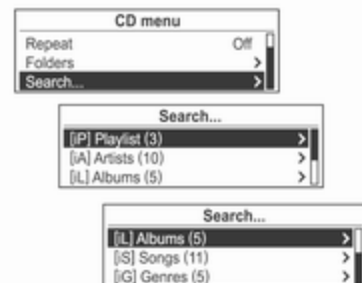 CD menu
Repeat Off
Folders >
Search... >
Search...
[iP] Playlist (3) >
[iA] Artists (10) >
[iL] Albums (5) >
Search...
[iL] Albums (5) >
[iS] Songs (11) >
[iG] Genres (5) >